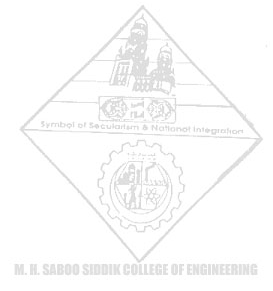 Symbol of Secularism & National Integration
M. H. SABOO SIDDIK COLLEGE OF ENGINEERING